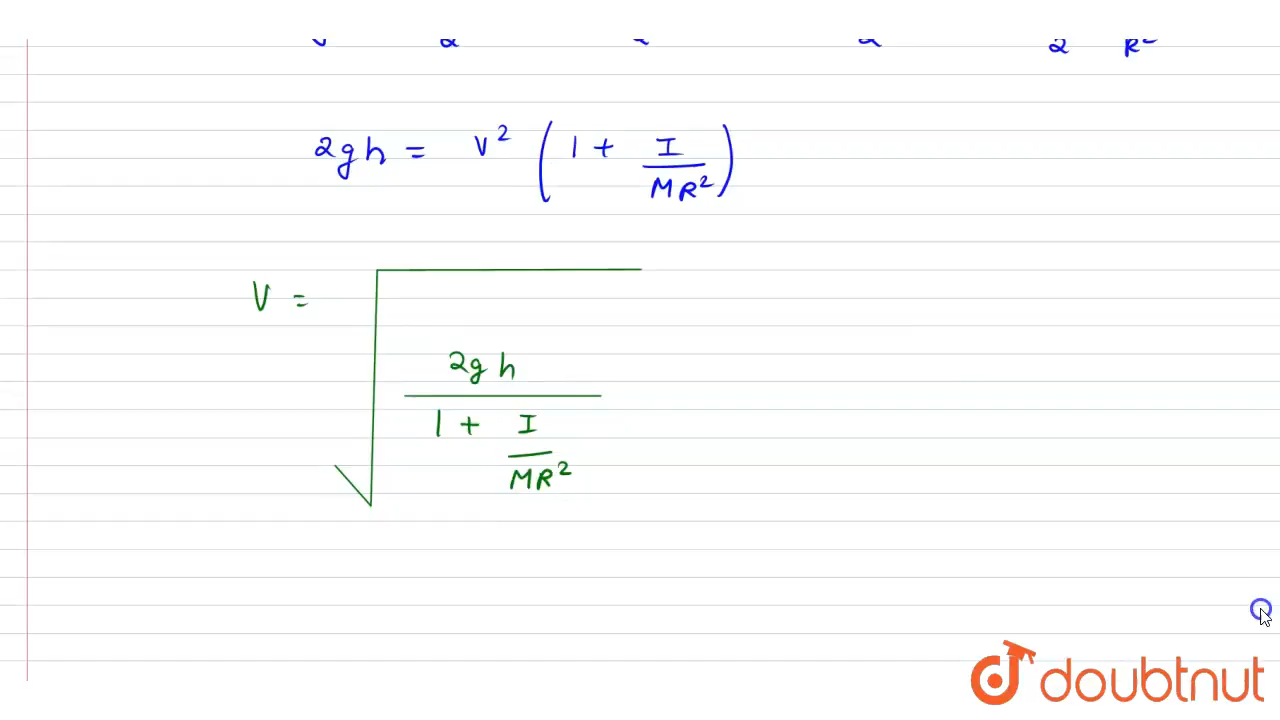 2gh = V² ( 1 + I / MR² )
V = √( 2gh / ( 1 + I / MR² ) )
doubtnut